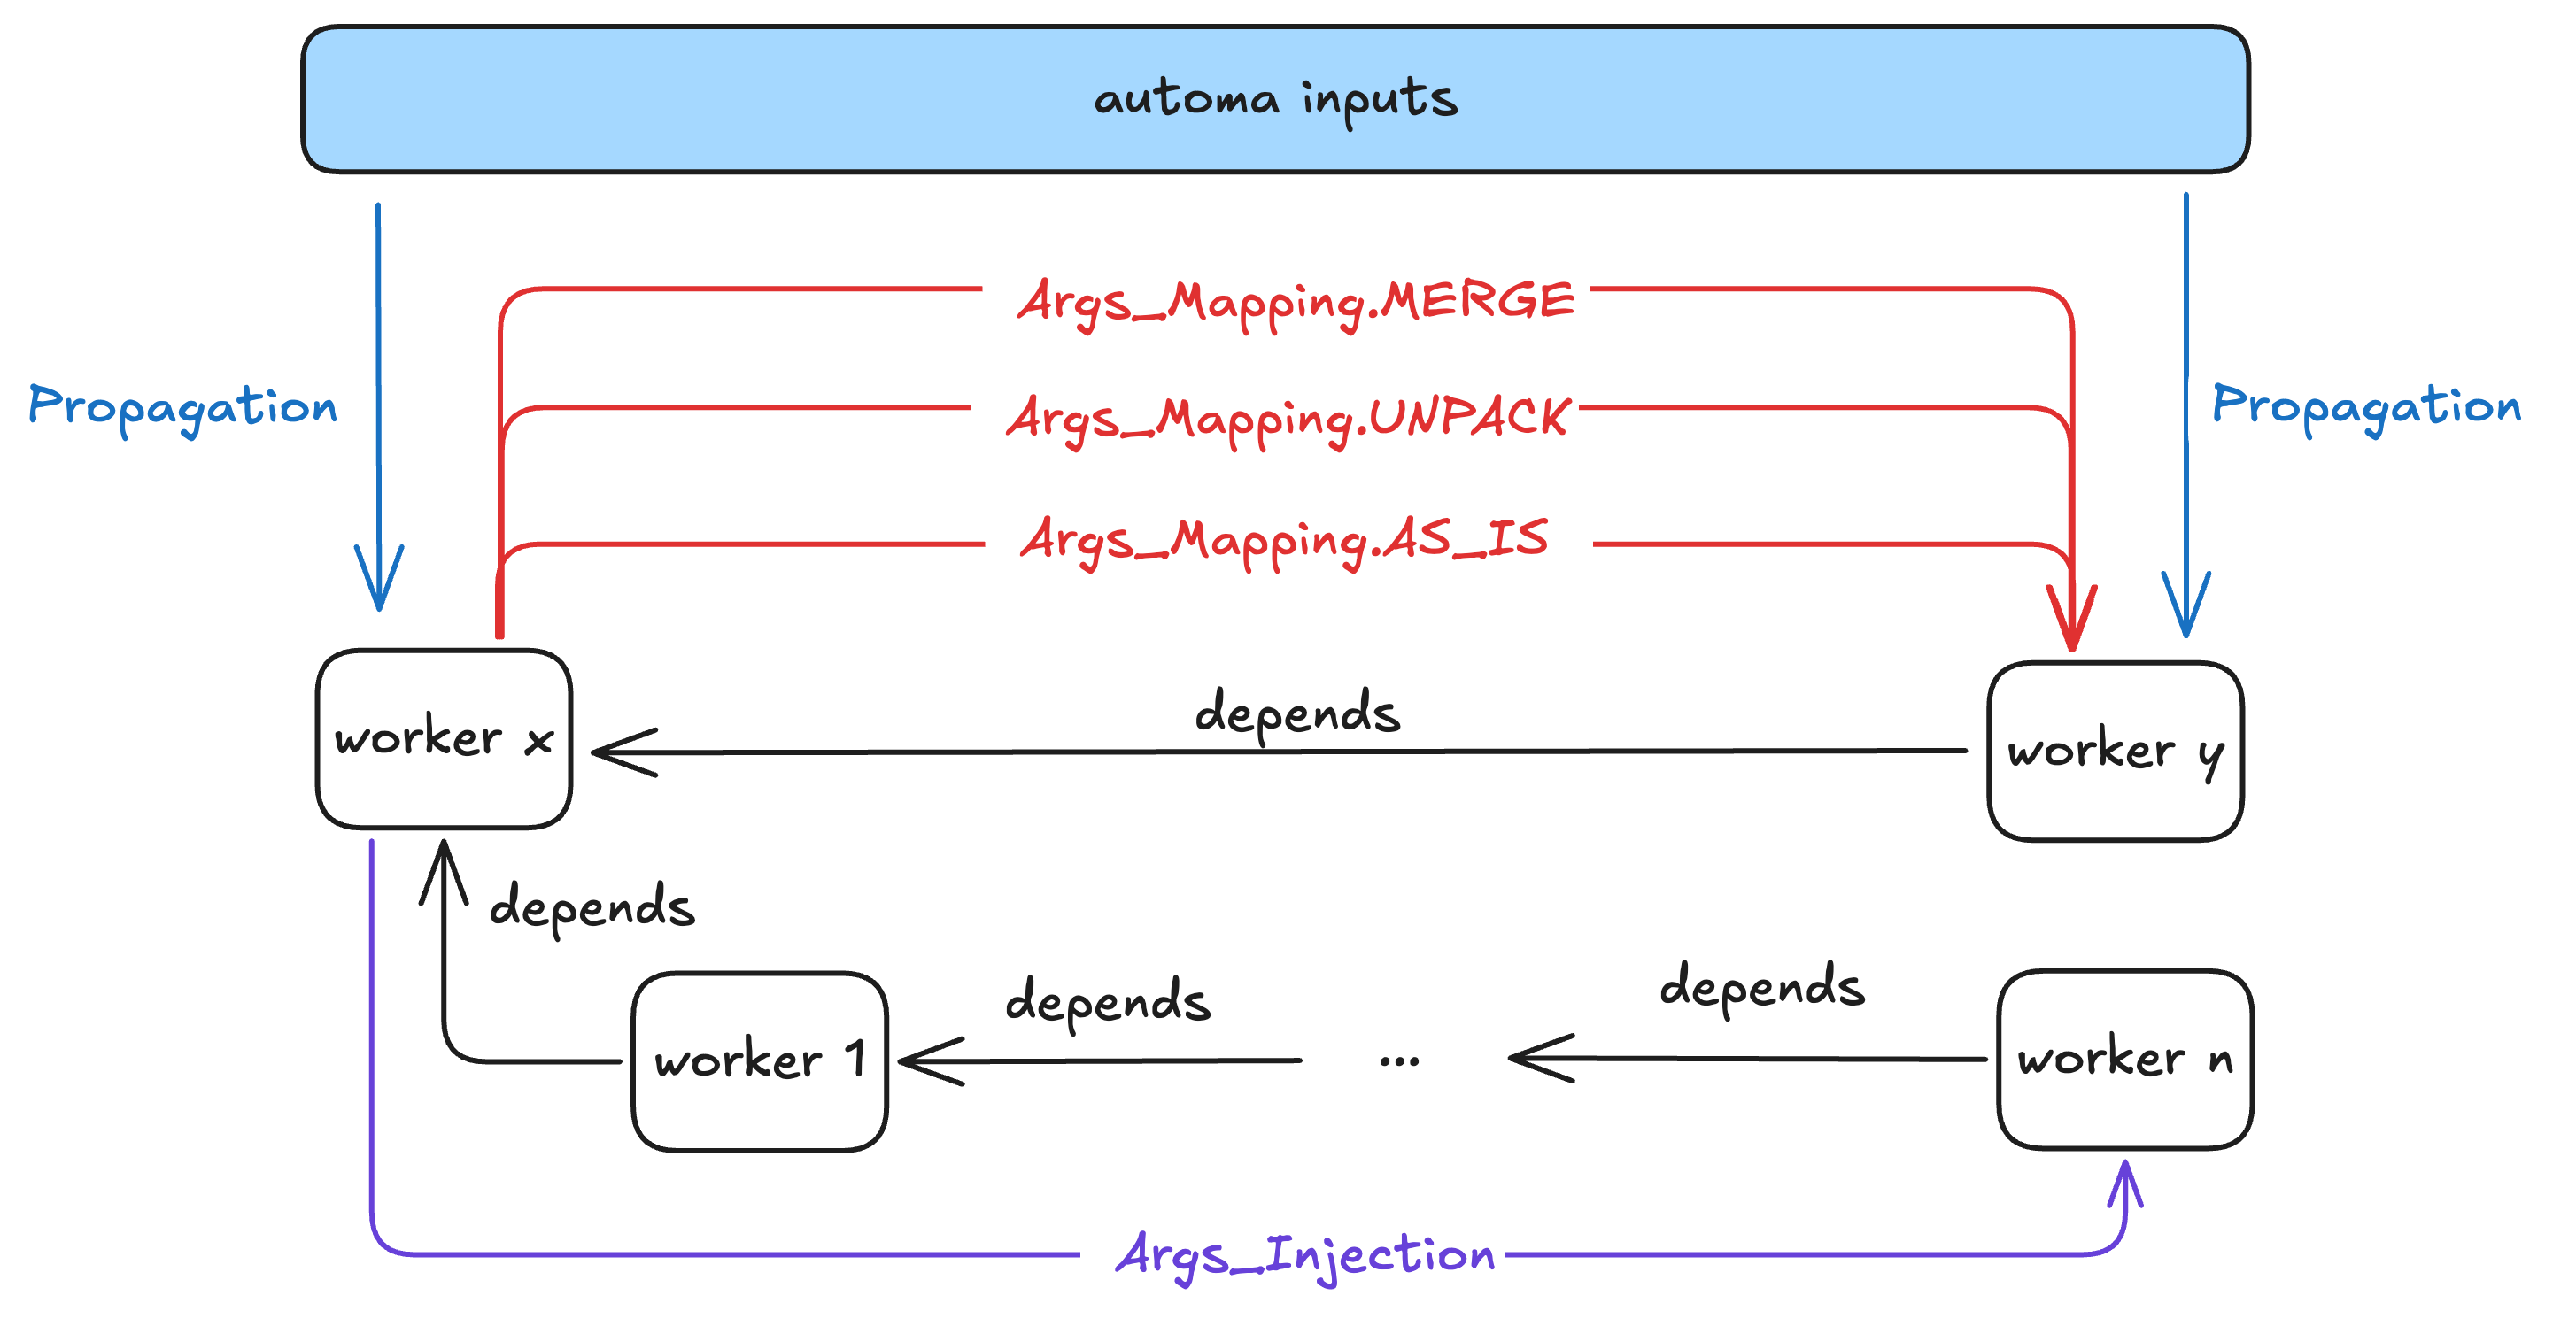 automa inputs
Args_Mapping.MERGE
Propagation
Args_Mapping.UNPACK
Propagation
Args_Mapping.AS_IS
worker x
depends
worker y
depends
depends
depends
worker 1
...
worker n
Args_Injection